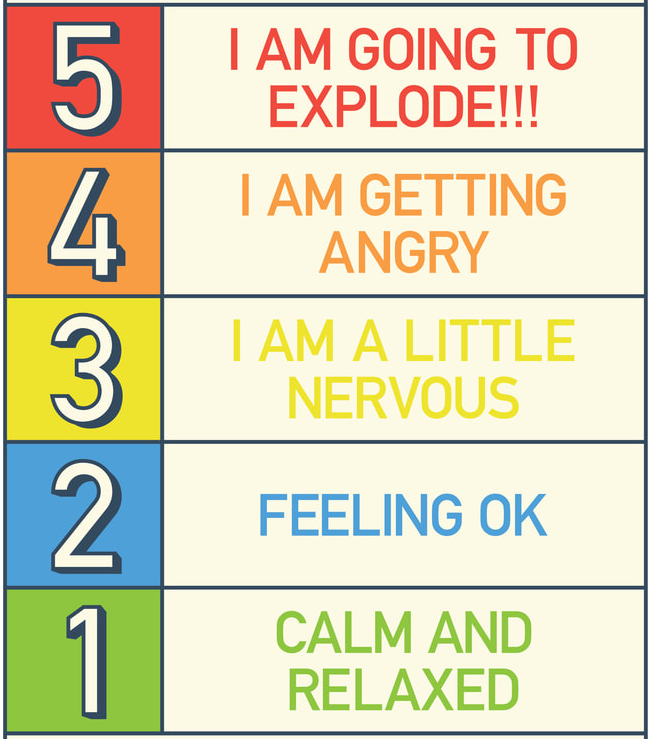 5
I AM GOING TO
EXPLODE!!!
4
I AM GETTING
ANGRY
3
I AM A LITTLE
NERVOUS
2
FEELING OK
1
CALM AND
RELAXED